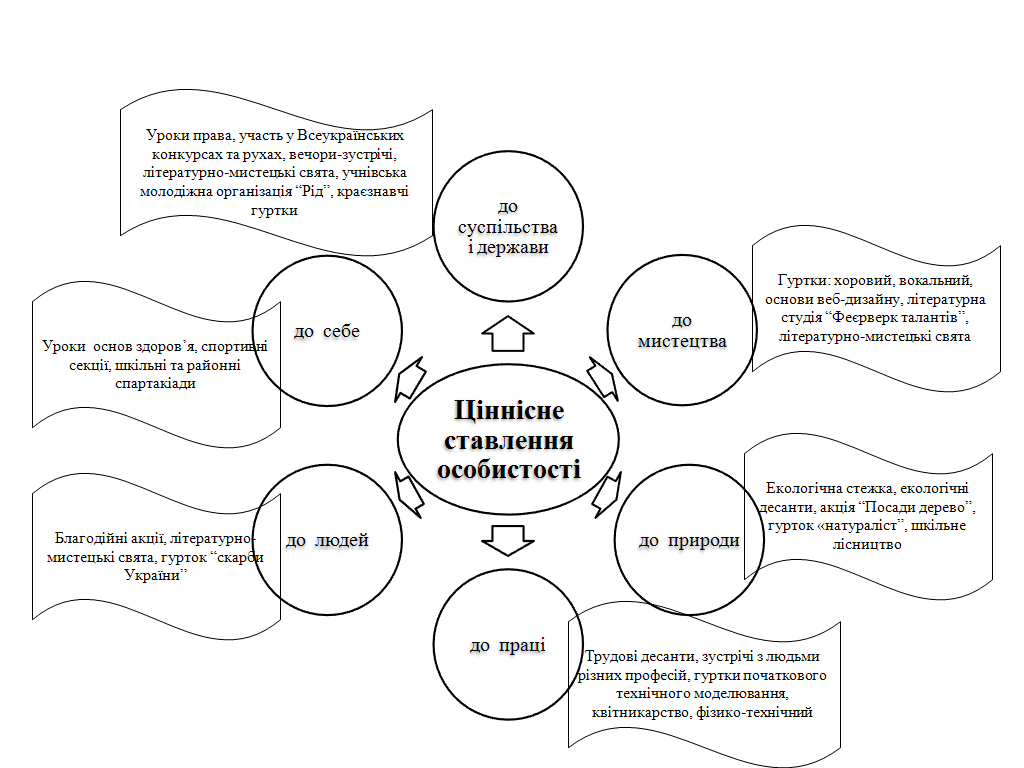 Уроки права, участь у Всеукраїнських
конкурсах та рухах, вечори-зустрічі,
літературно-мистецькі свята, учнівська
молодіжна організація “Рід”, краєзнавчі
гуртки
до
суспільства
і держави
Гуртки: хоровий, вокальний,
основи веб-дизайну, літературна
студія “Феєрверк талантів”,
літературно-мистецькі свята
до
мистецтва
до себе
Уроки основ здоров’я, спортивні
секції, шкільні та районні
спартакіади
Ціннісне
ставлення
особистості
Екологічна стежка, екологічні
десанти, акція “Посади дерево”,
гурток «натураліст”, шкільне
лісництво
до природи
до людей
Благодійні акції, літературно-
мистецькі свята, гурток “скарби
України”
до праці
Трудові десанти, зустрічі з людьми
різних професій, гуртки початкового
технічного моделювання,
квітникарство, фізико-технічний